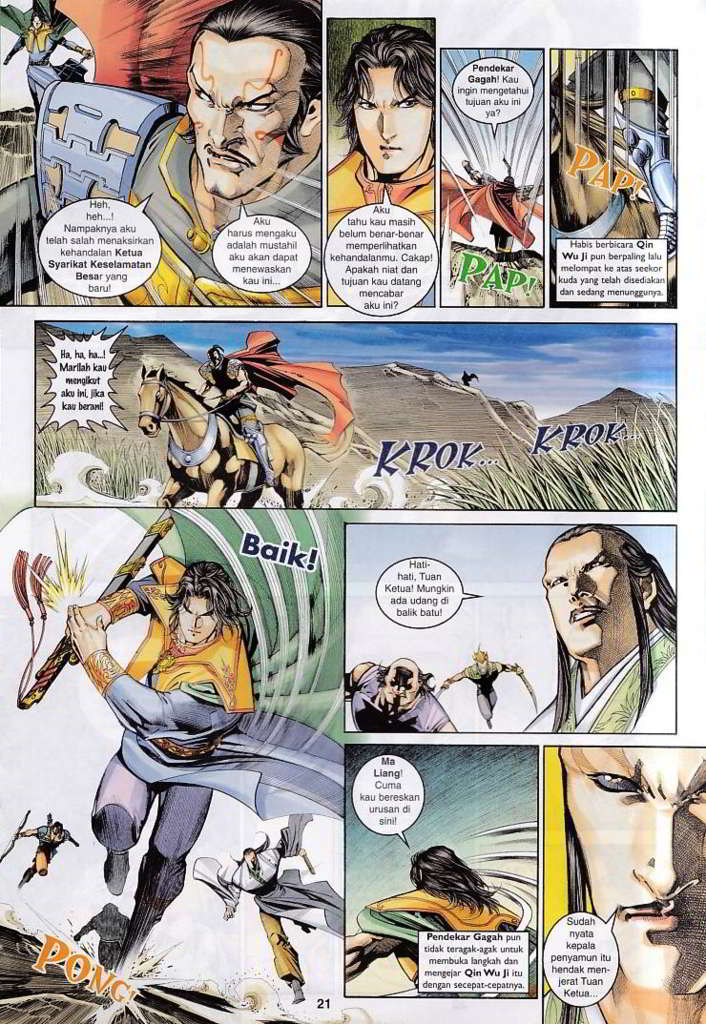 Heh,
heh...!
Nampaknya aku
telah salah menaksirkan
kehandalan Ketua
Syarikat Keselamatan
Besar yang
baru!
Aku
harus mengaku
adalah mustahil
aku akan dapat
menewaskan
kau ini...
Aku
tahu kau masih
belum benar-benar
memperlihatkan
kehandalanmu. Cakap!
Apakah niat dan
tujuan kau datang
mencabar
aku ini?
Pendekar
Gagah! Kau
ingin mengetahui
tujuan aku ini
ya?
PAP!
PAP!
Habis berbicara Qin
Wu Ji pun berpaling lalu
melompat ke atas seekor
kuda yang telah disediakan
dan sedang menunggunya.
Ha, ha, ha...!
Marilah kau
mengikut
aku ini, jika
kau berani!
KROK...
KROK...
Baik!
PONG!
Hati-
hati, Tuan
Ketua! Mungkin
ada udang di
balik batu!
Ma
Liang!
Cuma
kau bereskan
urusan di
sini!
Pendekar Gagah pun
tidak teragak-agak untuk
membuka langkah dan
mengejar Qin Wu Ji itu
dengan secepat-cepatnya.
Sudah
nyata
kepala
penyamun itu
hendak men-
jerat Tuan
Ketua...
21